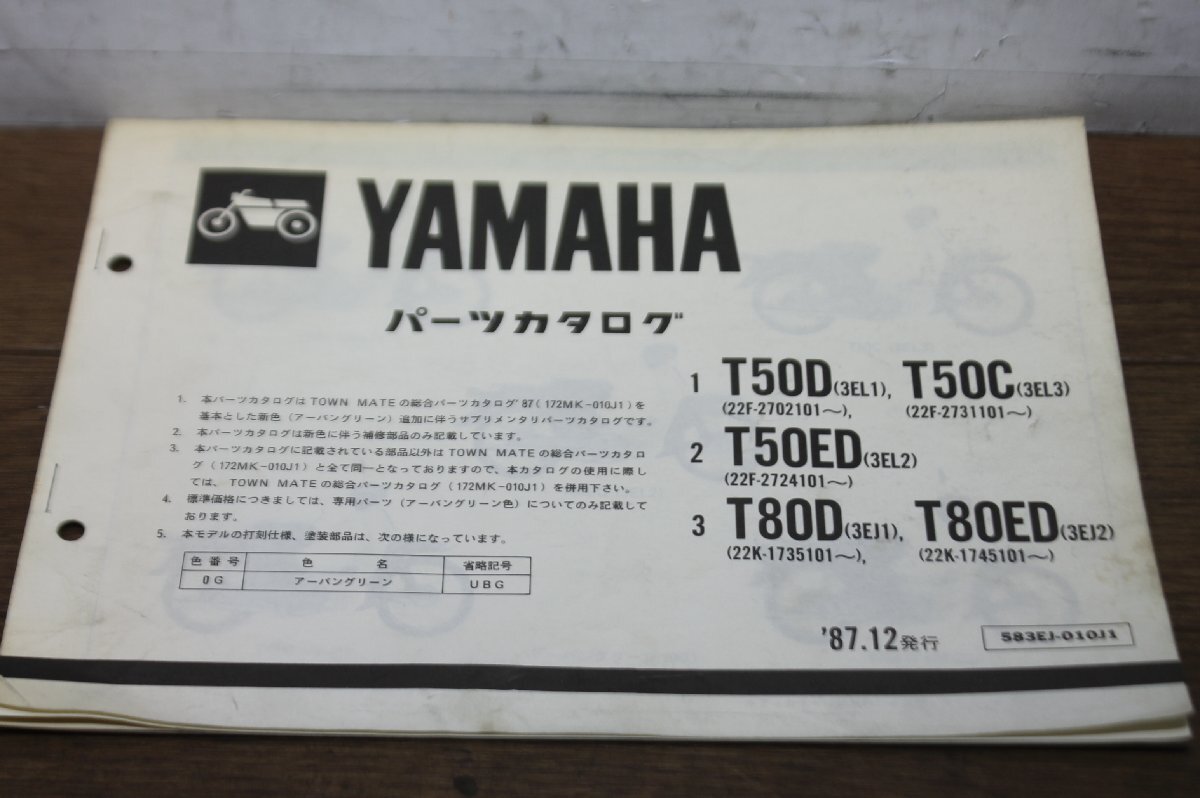 YAMAHA
パーツカタログ
1. 本パーツカタログはTOWN MATEの総合パーツカタログ'87(172MK-010J1)を
基本とした新色(アーバングリーン)追加に伴うサプリメンタリパーツカタログです。
2. 本パーツカタログは新色に伴う補修部品のみ記載しています。
3. 本パーツカタログに記載されている部品以外はTOWN MATEの総合パーツカタロ
グ(172MK-010J1)と全て同一となっておりますので、本カタログの使用に際し
ては、TOWN MATEの総合パーツカタログ(172MK-010J1)を併用下さい。
4. 標準価格につきましては、専用パーツ(アーバングリーン色)についてのみ記載して
おります。
5. 本モデルの打刻仕様、塗装部品は、次の様になっています。
色番号 色名 省略記号
0G アーバングリーン UBG
1 T50D(3EL1), T50C(3EL3)
(22F-2702101~), (22F-2731101~)
2 T50ED(3EL2)
(22F-2724101~)
3 T80D(3EJ1), T80ED(3EJ2)
(22K-1735101~), (22K-1745101~)
'87.12発行
583EJ-010J1